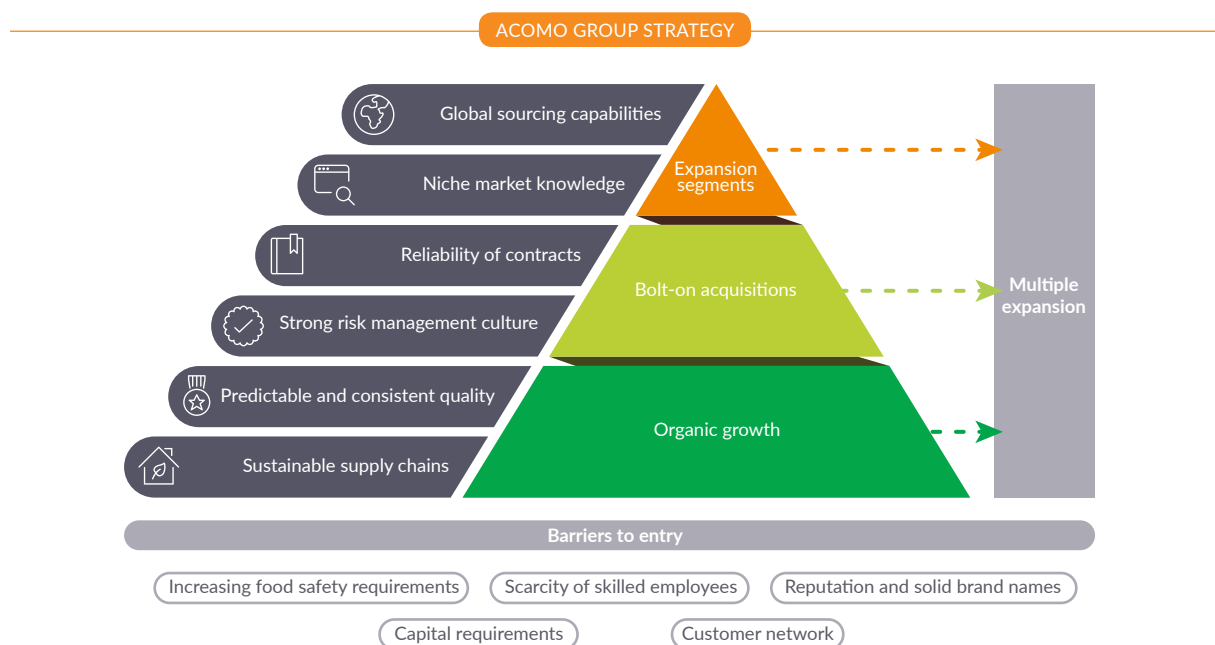 ACOMO GROUP STRATEGY
Global sourcing capabilities
Niche market knowledge
Reliability of contracts
Strong risk management culture
Predictable and consistent quality
Sustainable supply chains
Expansion
segments
Bolt-on acquisitions
Organic growth
Multiple
expansion
Barriers to entry
Increasing food safety requirements
Scarcity of skilled employees
Reputation and solid brand names
Capital requirements
Customer network